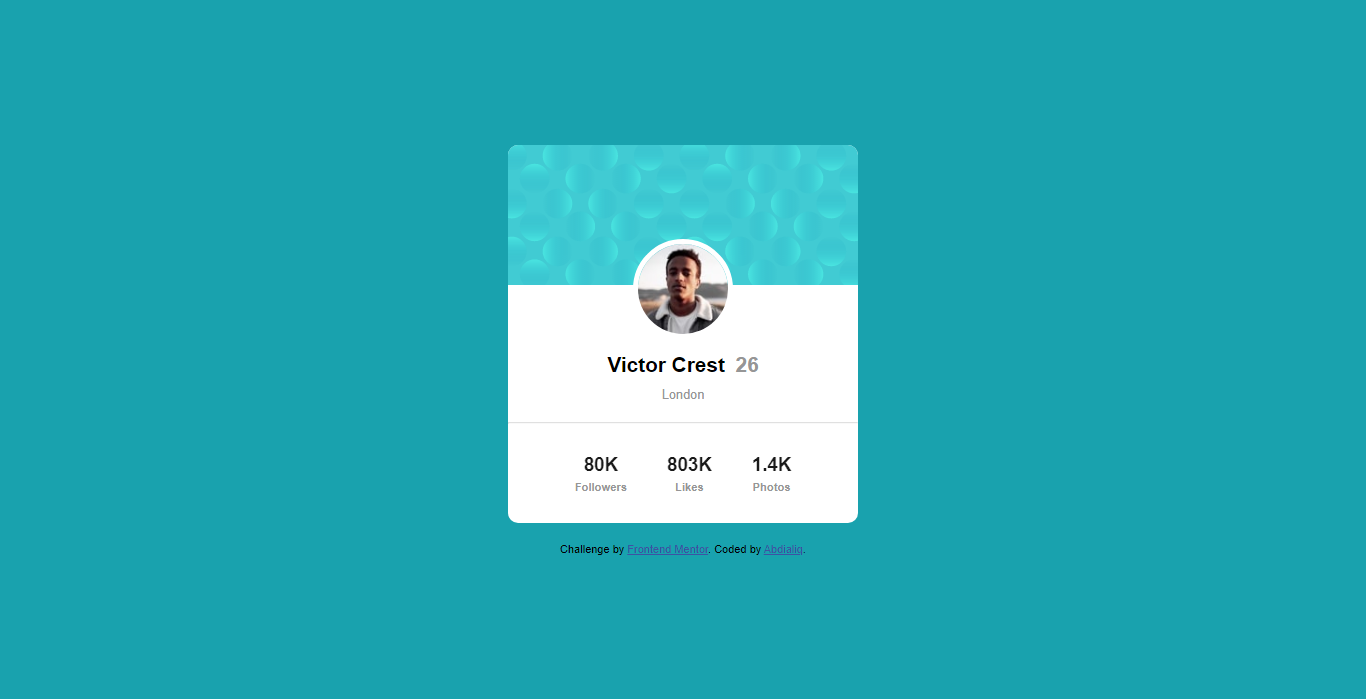 Victor Crest 26
London
80K 803K 1.4K
Followers Likes Photos
Challenge by Frontend Mentor. Coded by Abdialiq.